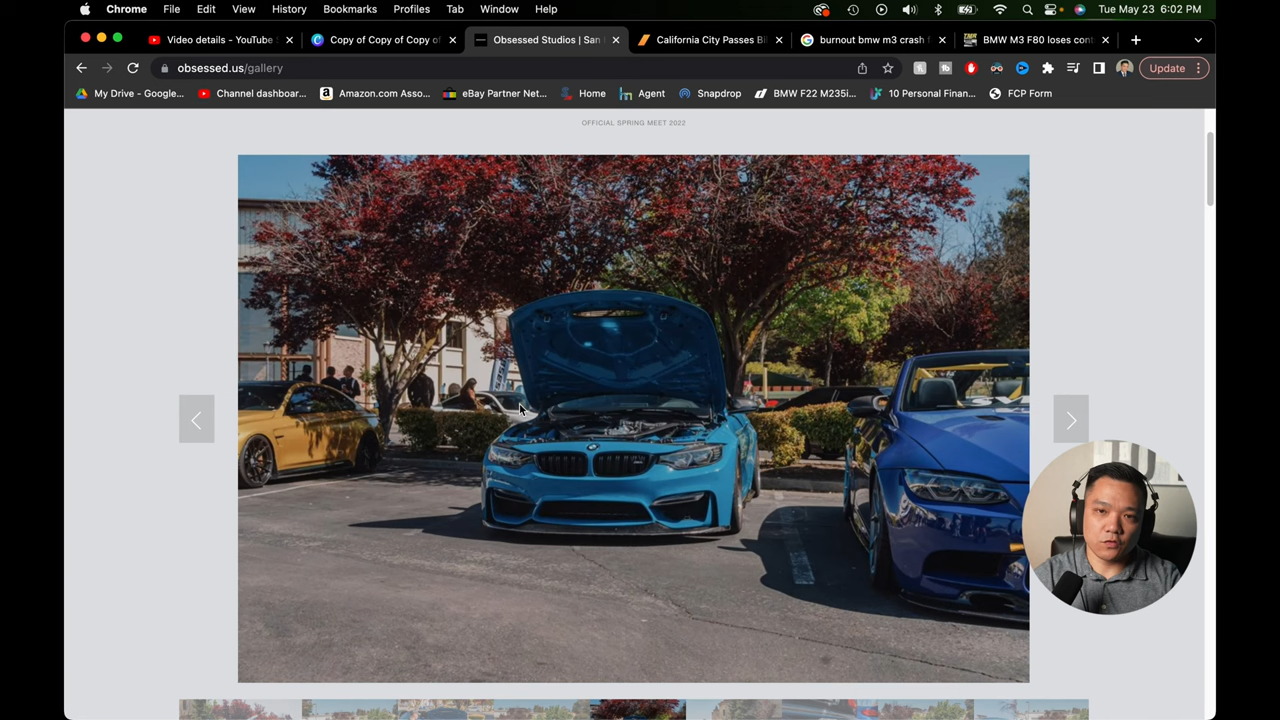 Chrome File Edit View History Bookmarks Profiles Tab Window Help Tue May 23 6:02 PM
Video details - YouTube Copy of Copy of Copy of Obsessed Studios | San California City Passes Bi burnout bmw m3 crash f BMW M3 F80 loses cont
obsessed.us/gallery Update
My Drive - Google... Channel dashboar... Amazon.com Asso... eBay Partner Net... Home Agent Snapdrop BMW F22 M235i... 10 Personal Finan... FCP Form
OFFICIAL SPRING MEET 2022